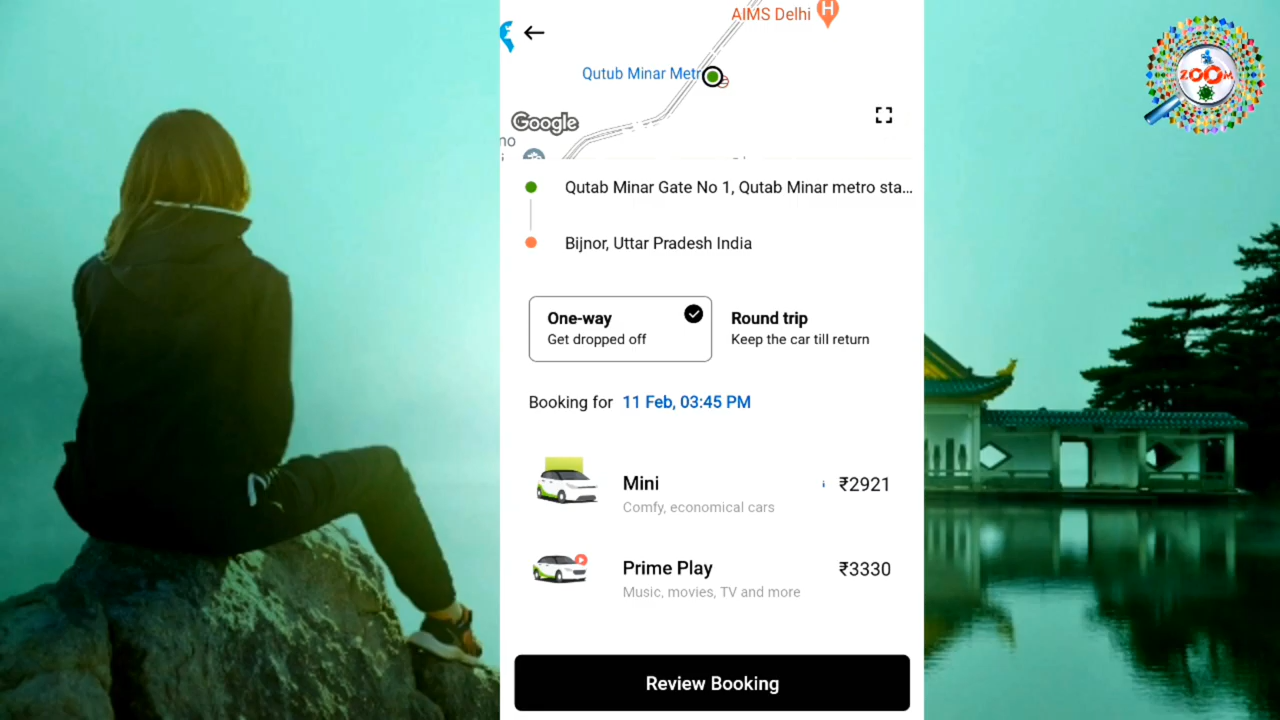 AIMS Delhi
H
Qutub Minar Metr
Google
no
ZOOM
Qutab Minar Gate No 1, Qutab Minar metro sta...
Bijnor, Uttar Pradesh India
One-way
Get dropped off
Round trip
Keep the car till return
Booking for 11 Feb, 03:45 PM
Mini
₹2921
Comfy, economical cars
Prime Play
₹3330
Music, movies, TV and more
Review Booking